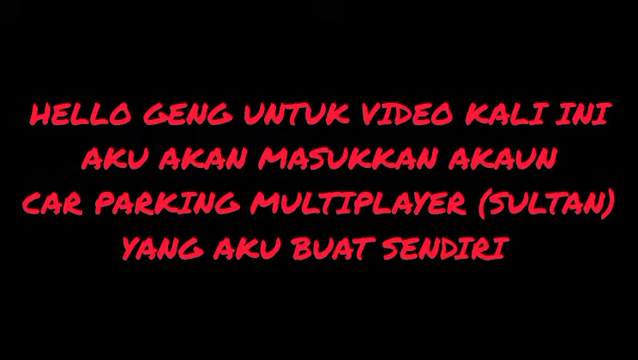 HELLO GENG UNTUK VIDEO KALI INI
AKU AKAN MASUKKAN AKAUN
CAR PARKING MULTIPLAYER (SULTAN)
YANG AKU BUAT SENDIRI